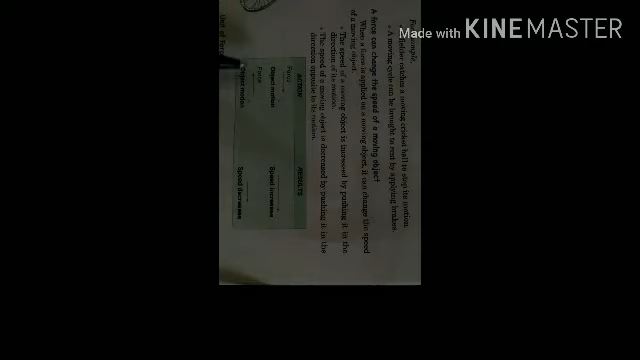 Made with KINEMASTER
For example,
fielder catches a moving cricket ball to stop its motion.
• A moving cycle can be brought to rest by applying brakes.
A force can change the speed of a moving object
When a force is applied on a moving object, it can change the speed
of a moving object.
• The speed of a moving object is increased by pushing it in the
direction of its motion.
• The speed of a moving object is decreased by pushing it in the
direction opposite to its motion.
ACTION RESULTS
Force
Object motion Speed increases
Force
Object motion Speed decreases
Unit of Force